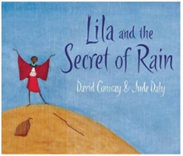 Lila and the
Secret of Rain
David Conway & Jude Daly